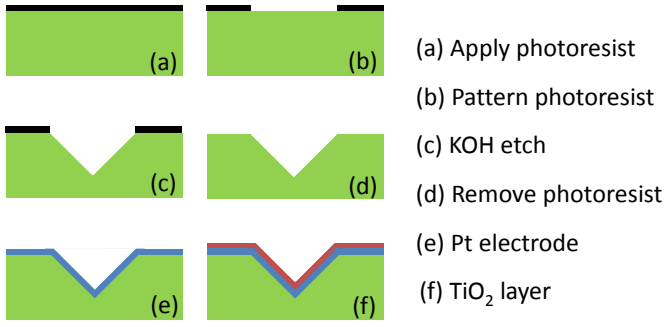 (a)
(b)
(a) Apply photoresist
(b) Pattern photoresist
(c)
(d)
(c) KOH etch
(d) Remove photoresist
(e)
(f)
(e) Pt electrode
(f) TiO₂ layer